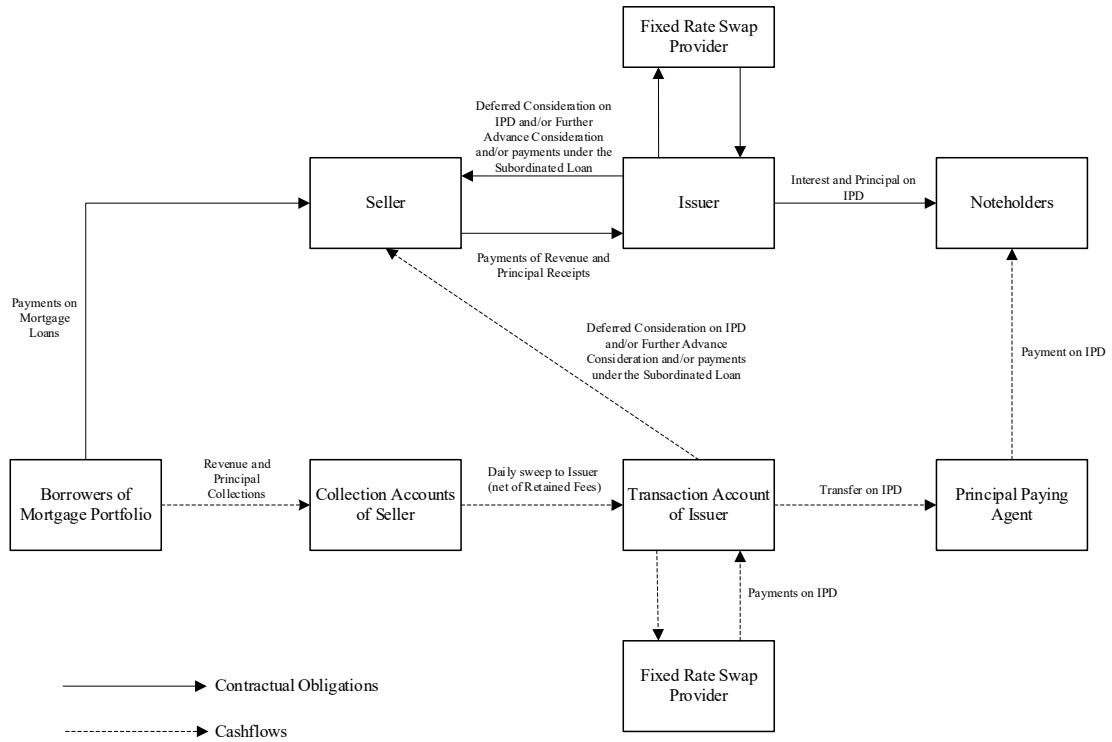 Fixed Rate Swap
Provider
Deferred Consideration on
IPD and/or Further
Advance Consideration
and/or payments under the
Subordinated Loan
Seller
Issuer
Interest and Principal on
IPD
Noteholders
Payments of Revenue and
Principal Receipts
Payments on
Mortgage
Loans
Deferred Consideration on IPD
and/or Further Advance
Consideration and/or payments
under the Subordinated Loan
Payment on IPD
Borrowers of
Mortgage Portfolio
Revenue and
Principal
Collections
Collection Accounts
of Seller
Daily sweep to Issuer
(net of Retained Fees)
Transaction Account
of Issuer
Transfer on IPD
Principal Paying
Agent
Payments on IPD
Fixed Rate Swap
Provider
Contractual Obligations
Cashflows